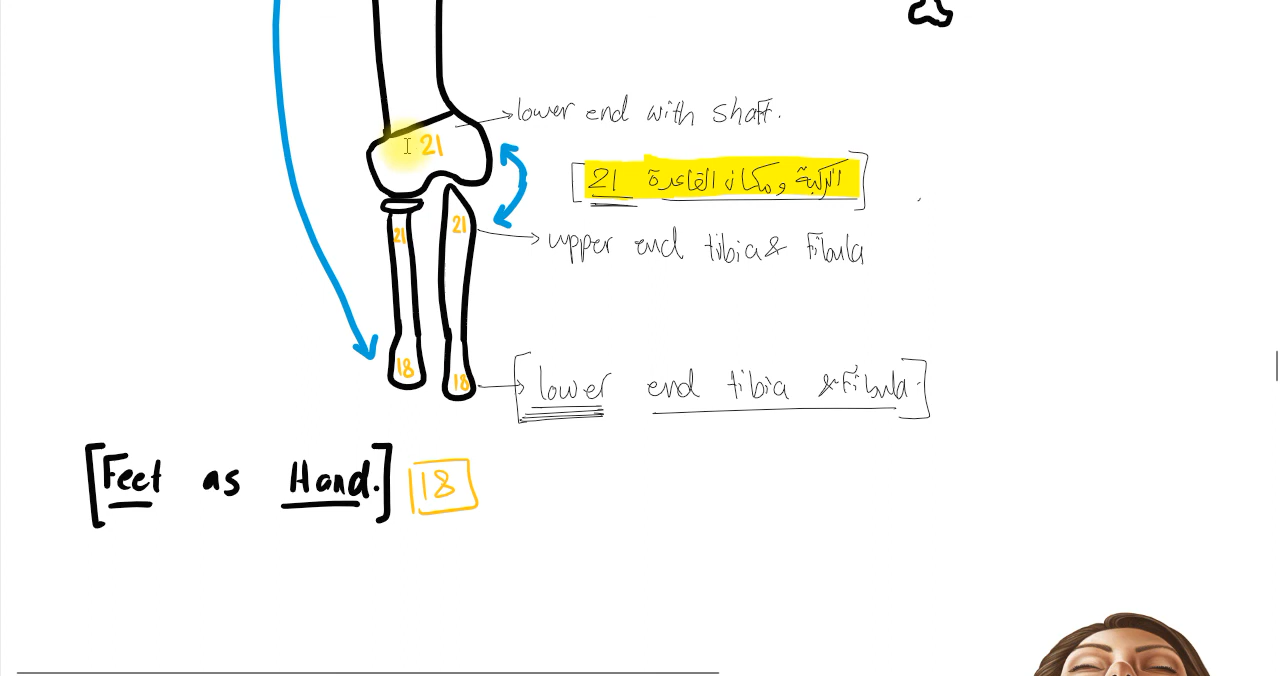 lower end with shaft.
21
[الركبة ومكان القاعدة 21]
21 21
upper end tibia & Fibula
18 18
[lower end tibia & Fibula.]
[Feet as Hand.] 18